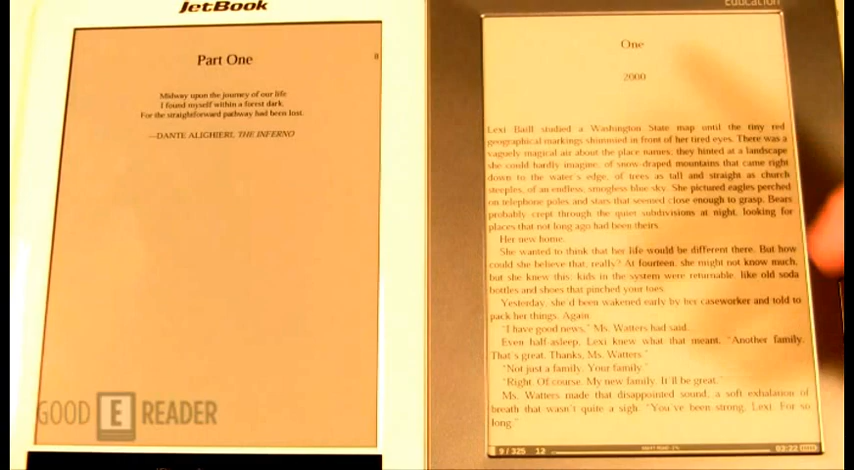 JetBook
Part One
8
Midway upon the journey of our life
I found myself within a forest dark,
For the straightforward pathway had been lost.
—DANTE ALIGHIERI, THE INFERNO
GOOD E READER
Education
One
2000
Lexi Baill studied a Washington State map until the tiny red
geographical markings shimmied in front of her tired eyes. There was a
vaguely magical air about the place names; they hinted at a landscape
she could hardly imagine, of snow-draped mountains that came right
down to the water's edge, of trees as tall and straight as church
steeples, of an endless, smogless blue sky. She pictured eagles perched
on telephone poles and stars that seemed close enough to grasp. Bears
probably crept through the quiet subdivisions at night, looking for
places that not long ago had been theirs.
Her new home.
She wanted to think that her life would be different there. But how
could she believe that, really? At fourteen, she might not know much,
but she knew this: kids in the system were returnable, like old soda
bottles and shoes that pinched your toes.
Yesterday, she'd been wakened early by her caseworker and told to
pack her things. Again.
"I have good news," Ms. Watters had said.
Even half-asleep, Lexi knew what that meant. "Another family.
That's great. Thanks, Ms. Watters."
"Not just a family. Your family."
"Right. Of course. My new family. It'll be great."
Ms. Watters made that disappointed sound, a soft exhalation of
breath that wasn't quite a sigh. "You've been strong, Lexi. For so
long."
9 / 325 12
02:22